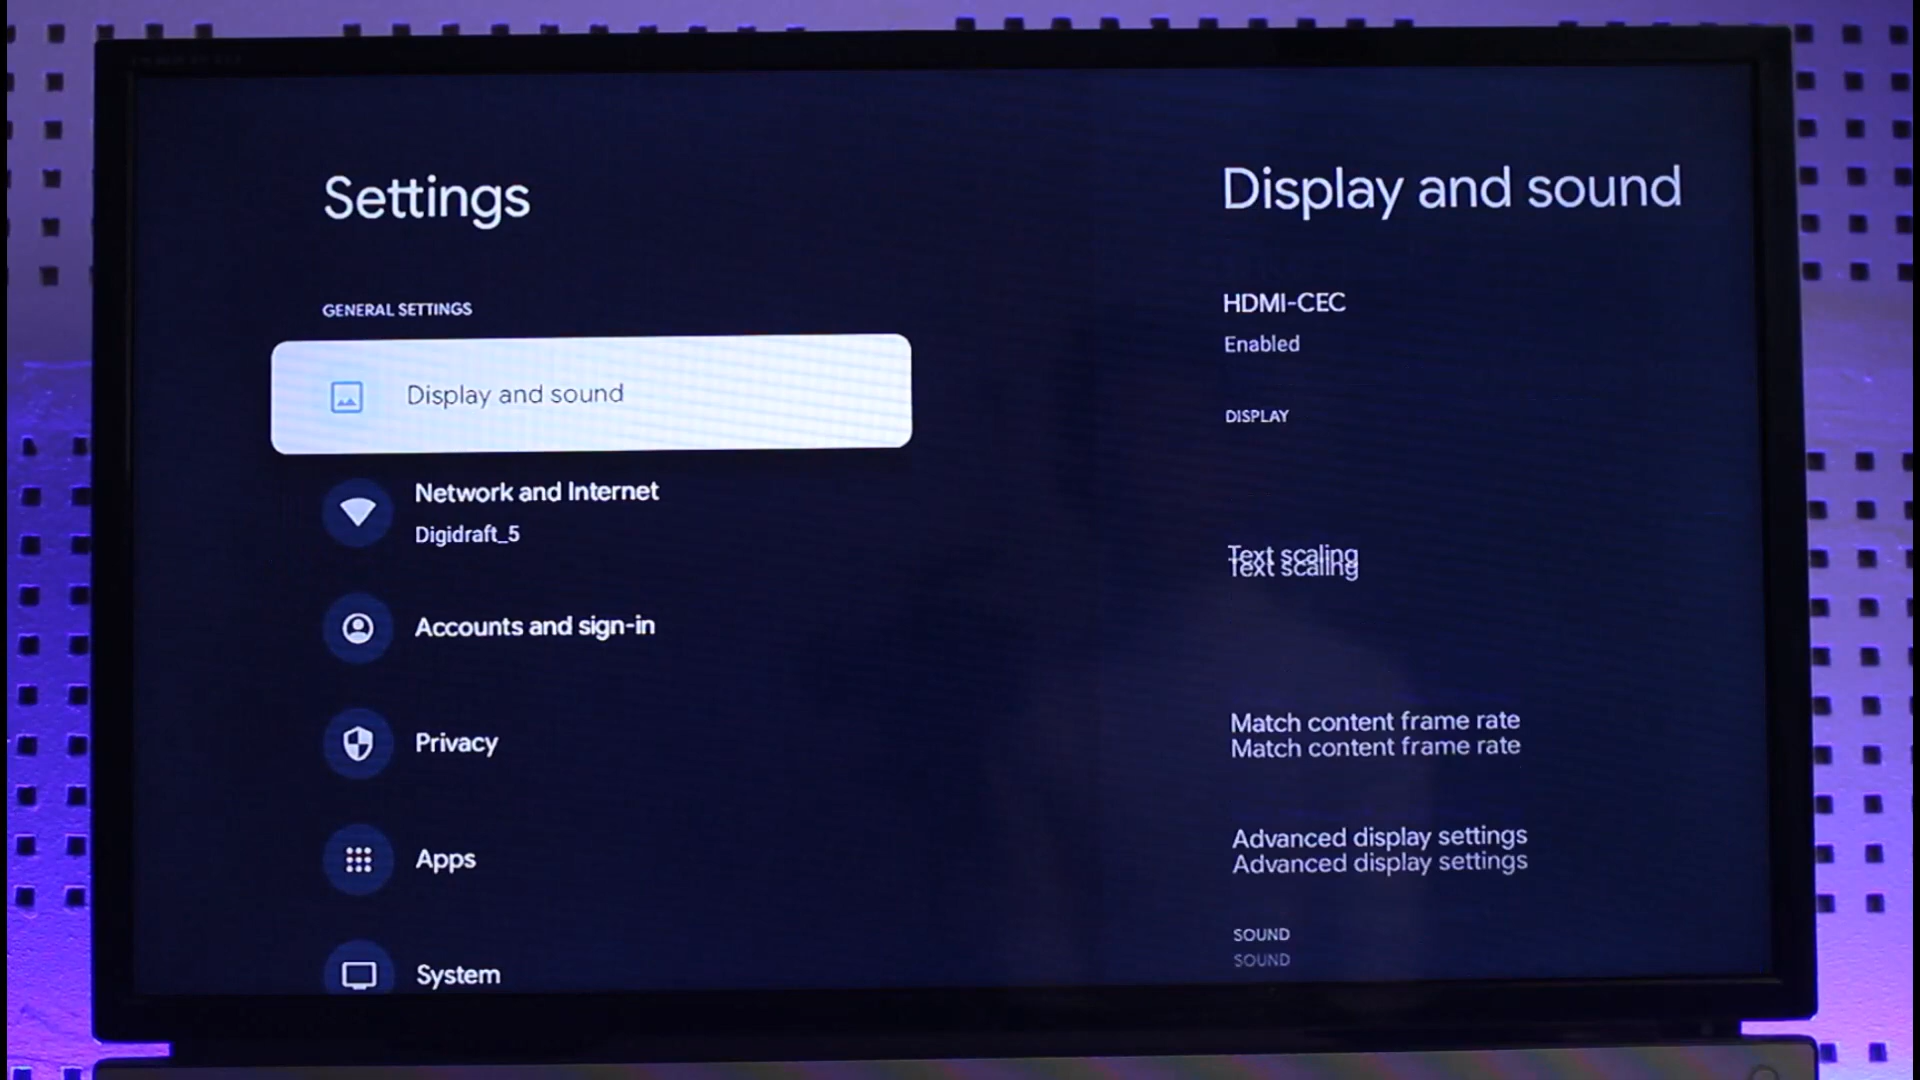 Settings
GENERAL SETTINGS
Display and sound
Network and Internet
Digidraft_5
Accounts and sign-in
Privacy
Apps
System
Display and sound
HDMI-CEC
Enabled
DISPLAY
Text scaling
Text scaling
Match content frame rate
Match content frame rate
Advanced display settings
Advanced display settings
SOUND
SOUND